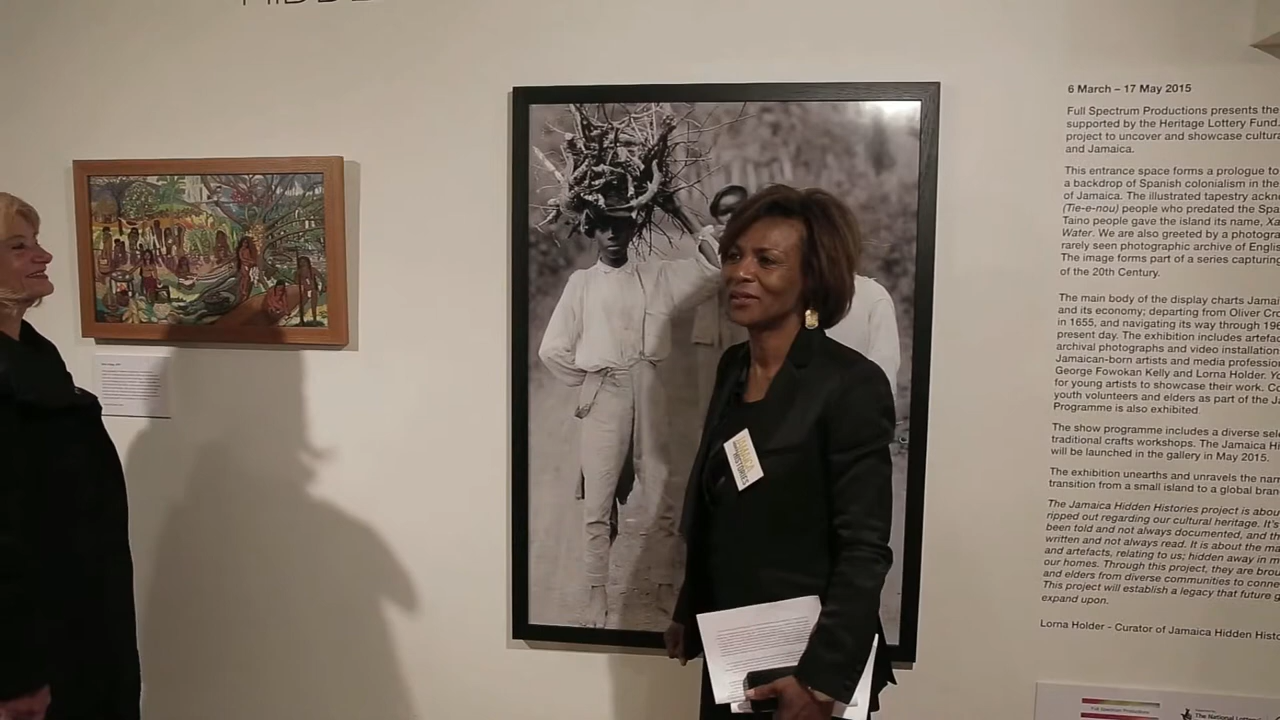 HIDDE
6 March – 17 May 2015
Full Spectrum Productions presents the
supported by the Heritage Lottery Fund.
project to uncover and showcase cultura
and Jamaica.
This entrance space forms a prologue to
a backdrop of Spanish colonialism in the
of Jamaica. The illustrated tapestry ackn
(Tie-e-nou) people who predated the Spa
Taino people gave the island its name, Xa
Water. We are also greeted by a photogra
rarely seen photographic archive of Englis
The image forms part of a series capturing
of the 20th Century.
The main body of the display charts Jama
and its economy; departing from Oliver Cro
in 1655, and navigating its way through 196
present day. The exhibition includes artefac
archival photographs and video installation
Jamaican-born artists and media profession
George Fowokan Kelly and Lorna Holder. Yo
for young artists to showcase their work. C
youth volunteers and elders as part of the Ja
Programme is also exhibited.
The show programme includes a diverse sele
traditional crafts workshops. The Jamaica Hi
will be launched in the gallery in May 2015.
The exhibition unearths and unravels the narr
transition from a small island to a global bran
The Jamaica Hidden Histories project is abou
ripped out regarding our cultural heritage. It's
been told and not always documented, and th
written and not always read. It is about the ma
and artefacts, relating to us; hidden away in m
our homes. Through this project, they are brou
and elders from diverse communities to conne
This project will establish a legacy that future g
expand upon.
Lorna Holder - Curator of Jamaica Hidden Histo
JAMAICA
HISTORIES
Full Spectrum Productions
The National Lotter